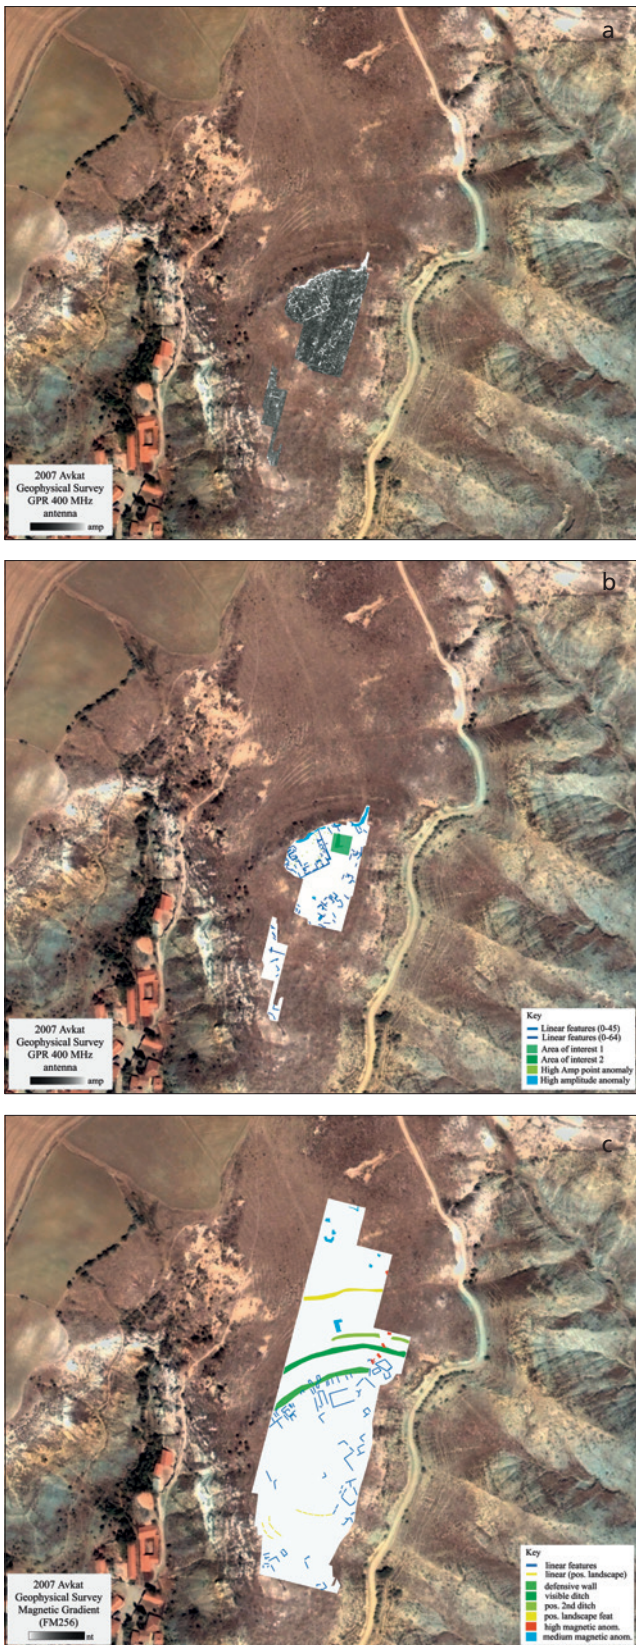 a
2007 Avkat
Geophysical Survey
GPR 400 MHz
antenna
amp
b
2007 Avkat
Geophysical Survey
GPR 400 MHz
antenna
amp
Key
Linear features (0-45)
Linear features (0-64)
Area of interest 1
Area of interest 2
High Amp point anomaly
High amplitude anomaly
c
2007 Avkat
Geophysical Survey
Magnetic Gradient
(FM256)
nt
Key
linear features
linear (pos. landscape)
defensive wall
visible ditch
pos. 2nd ditch
pos. landscape feat
high magnetic anom.
medium magnetic anom.